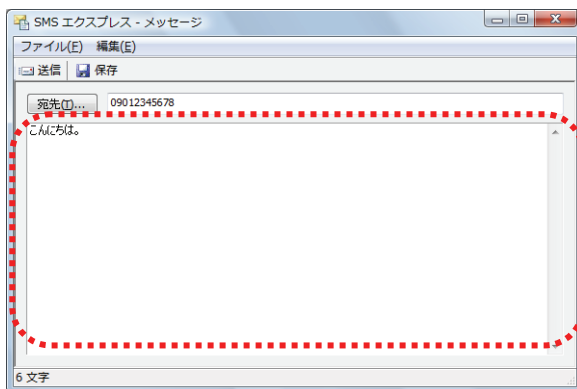 SMS エクスプレス - メッセージ
ファイル(F) 編集(E)
送信 保存
宛先(T)... 09012345678
こんにちは。
6 文字